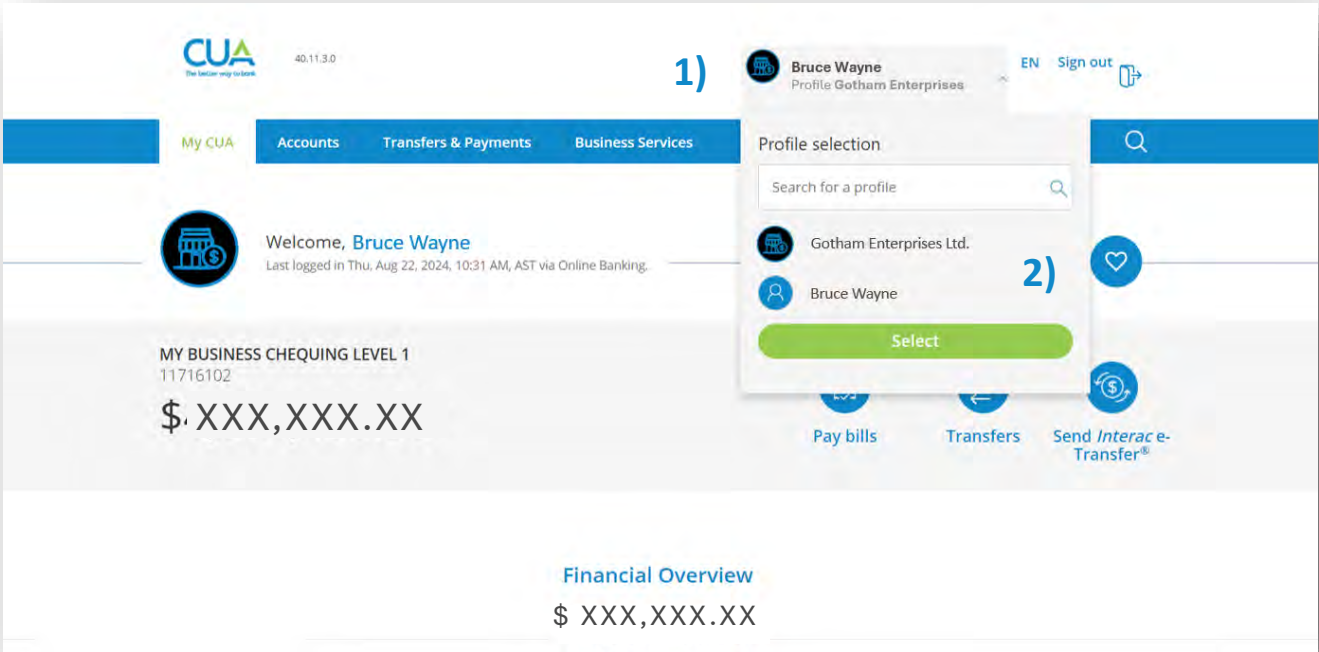 CUA
The better way to bank
40.11.3.0
1)
Bruce Wayne
Profile Gotham Enterprises
EN Sign out
My CUA Accounts Transfers & Payments Business Services
Profile selection
Search for a profile
Welcome, Bruce Wayne
Last logged in Thu, Aug 22, 2024, 10:31 AM, AST via Online Banking.
Gotham Enterprises Ltd.
2)
Bruce Wayne
Select
MY BUSINESS CHEQUING LEVEL 1
11716102
$ XXX,XXX.XX
Pay bills Transfers Send Interac e-
Transfer®
Financial Overview
$ XXX,XXX.XX